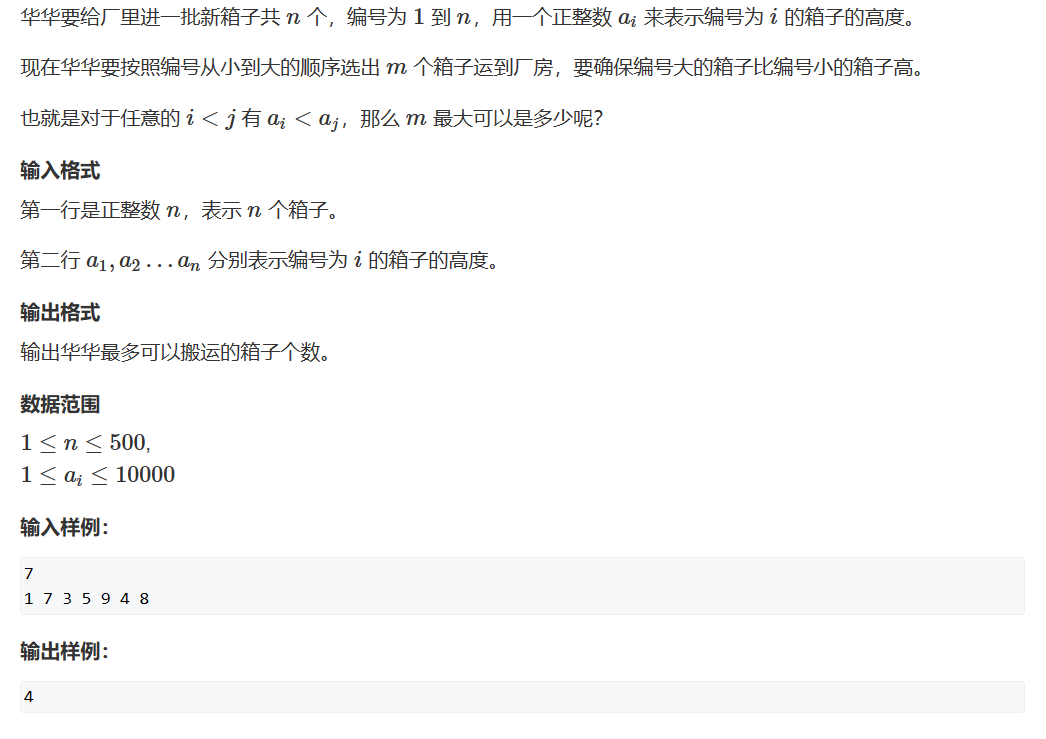 华华要给厂里进一批新箱子共 n 个，编号为 1 到 n，用一个正整数 a_i 来表示编号为 i 的箱子的高度。
现在华华要按照编号从小到大的顺序选出 m 个箱子运到厂房，要确保编号大的箱子比编号小的箱子高。
也就是对于任意的 i < j 有 a_i < a_j，那么 m 最大可以是多少呢？
输入格式
第一行是正整数 n，表示 n 个箱子。
第二行 a_1, a_2 … a_n 分别表示编号为 i 的箱子的高度。
输出格式
输出华华最多可以搬运的箱子个数。
数据范围
1 ≤ n ≤ 500,
1 ≤ a_i ≤ 10000
输入样例：
7
1 7 3 5 9 4 8
输出样例：
4